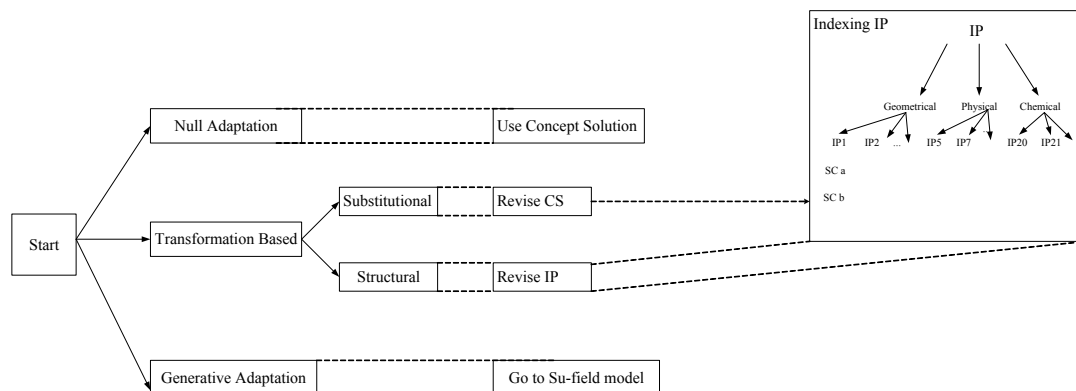 Indexing IP
IP
Geometrical Physical Chemical
IP1 IP2 ... IP5 IP7 ... IP20 IP21
SC a
SC b
Null Adaptation Use Concept Solution
Substitutional Revise CS
Start Transformation Based
Structural Revise IP
Generative Adaptation Go to Su-field model